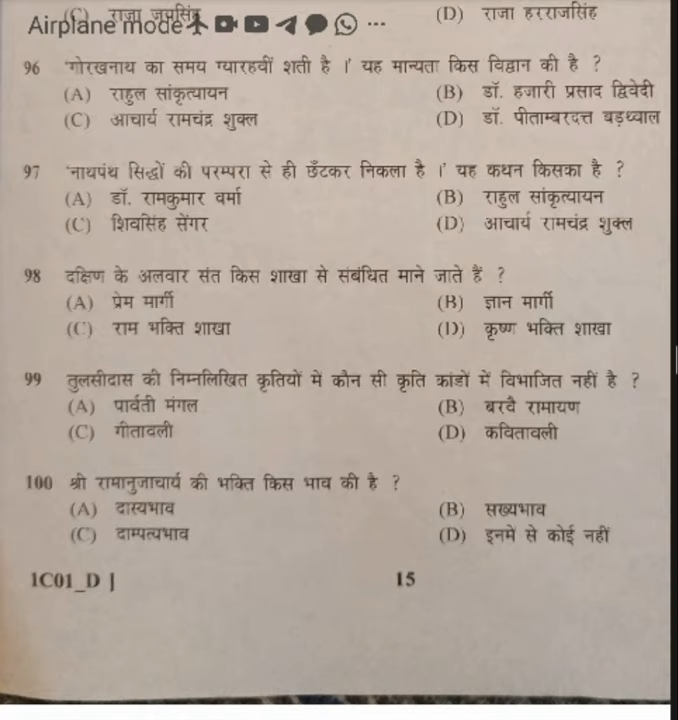 (C) राजा जयसिंह (D) राजा हरराजसिंह
Airplane mode ...
96 'गोरखनाथ का समय ग्यारहवीं शती है ।' यह मान्यता किस विद्वान की है ?
(A) राहुल सांकृत्यायन (B) डॉ. हजारी प्रसाद द्विवेदी
(C) आचार्य रामचंद्र शुक्ल (D) डॉ. पीताम्बरदत्त बड़थ्वाल
97 'नाथपंथ सिद्धों की परम्परा से ही छँटकर निकला है ।' यह कथन किसका है ?
(A) डॉ. रामकुमार वर्मा (B) राहुल सांकृत्यायन
(C) शिवसिंह सेंगर (D) आचार्य रामचंद्र शुक्ल
98 दक्षिण के अलवार संत किस शाखा से संबंधित माने जाते हैं ?
(A) प्रेम मार्गी (B) ज्ञान मार्गी
(C) राम भक्ति शाखा (D) कृष्ण भक्ति शाखा
99 तुलसीदास की निम्नलिखित कृतियों में कौन सी कृति कांडों में विभाजित नहीं है ?
(A) पार्वती मंगल (B) बरवै रामायण
(C) गीतावली (D) कवितावली
100 श्री रामानुजाचार्य की भक्ति किस भाव की है ?
(A) दास्यभाव (B) सख्यभाव
(C) दाम्पत्यभाव (D) इनमें से कोई नहीं
1C01_D ] 15